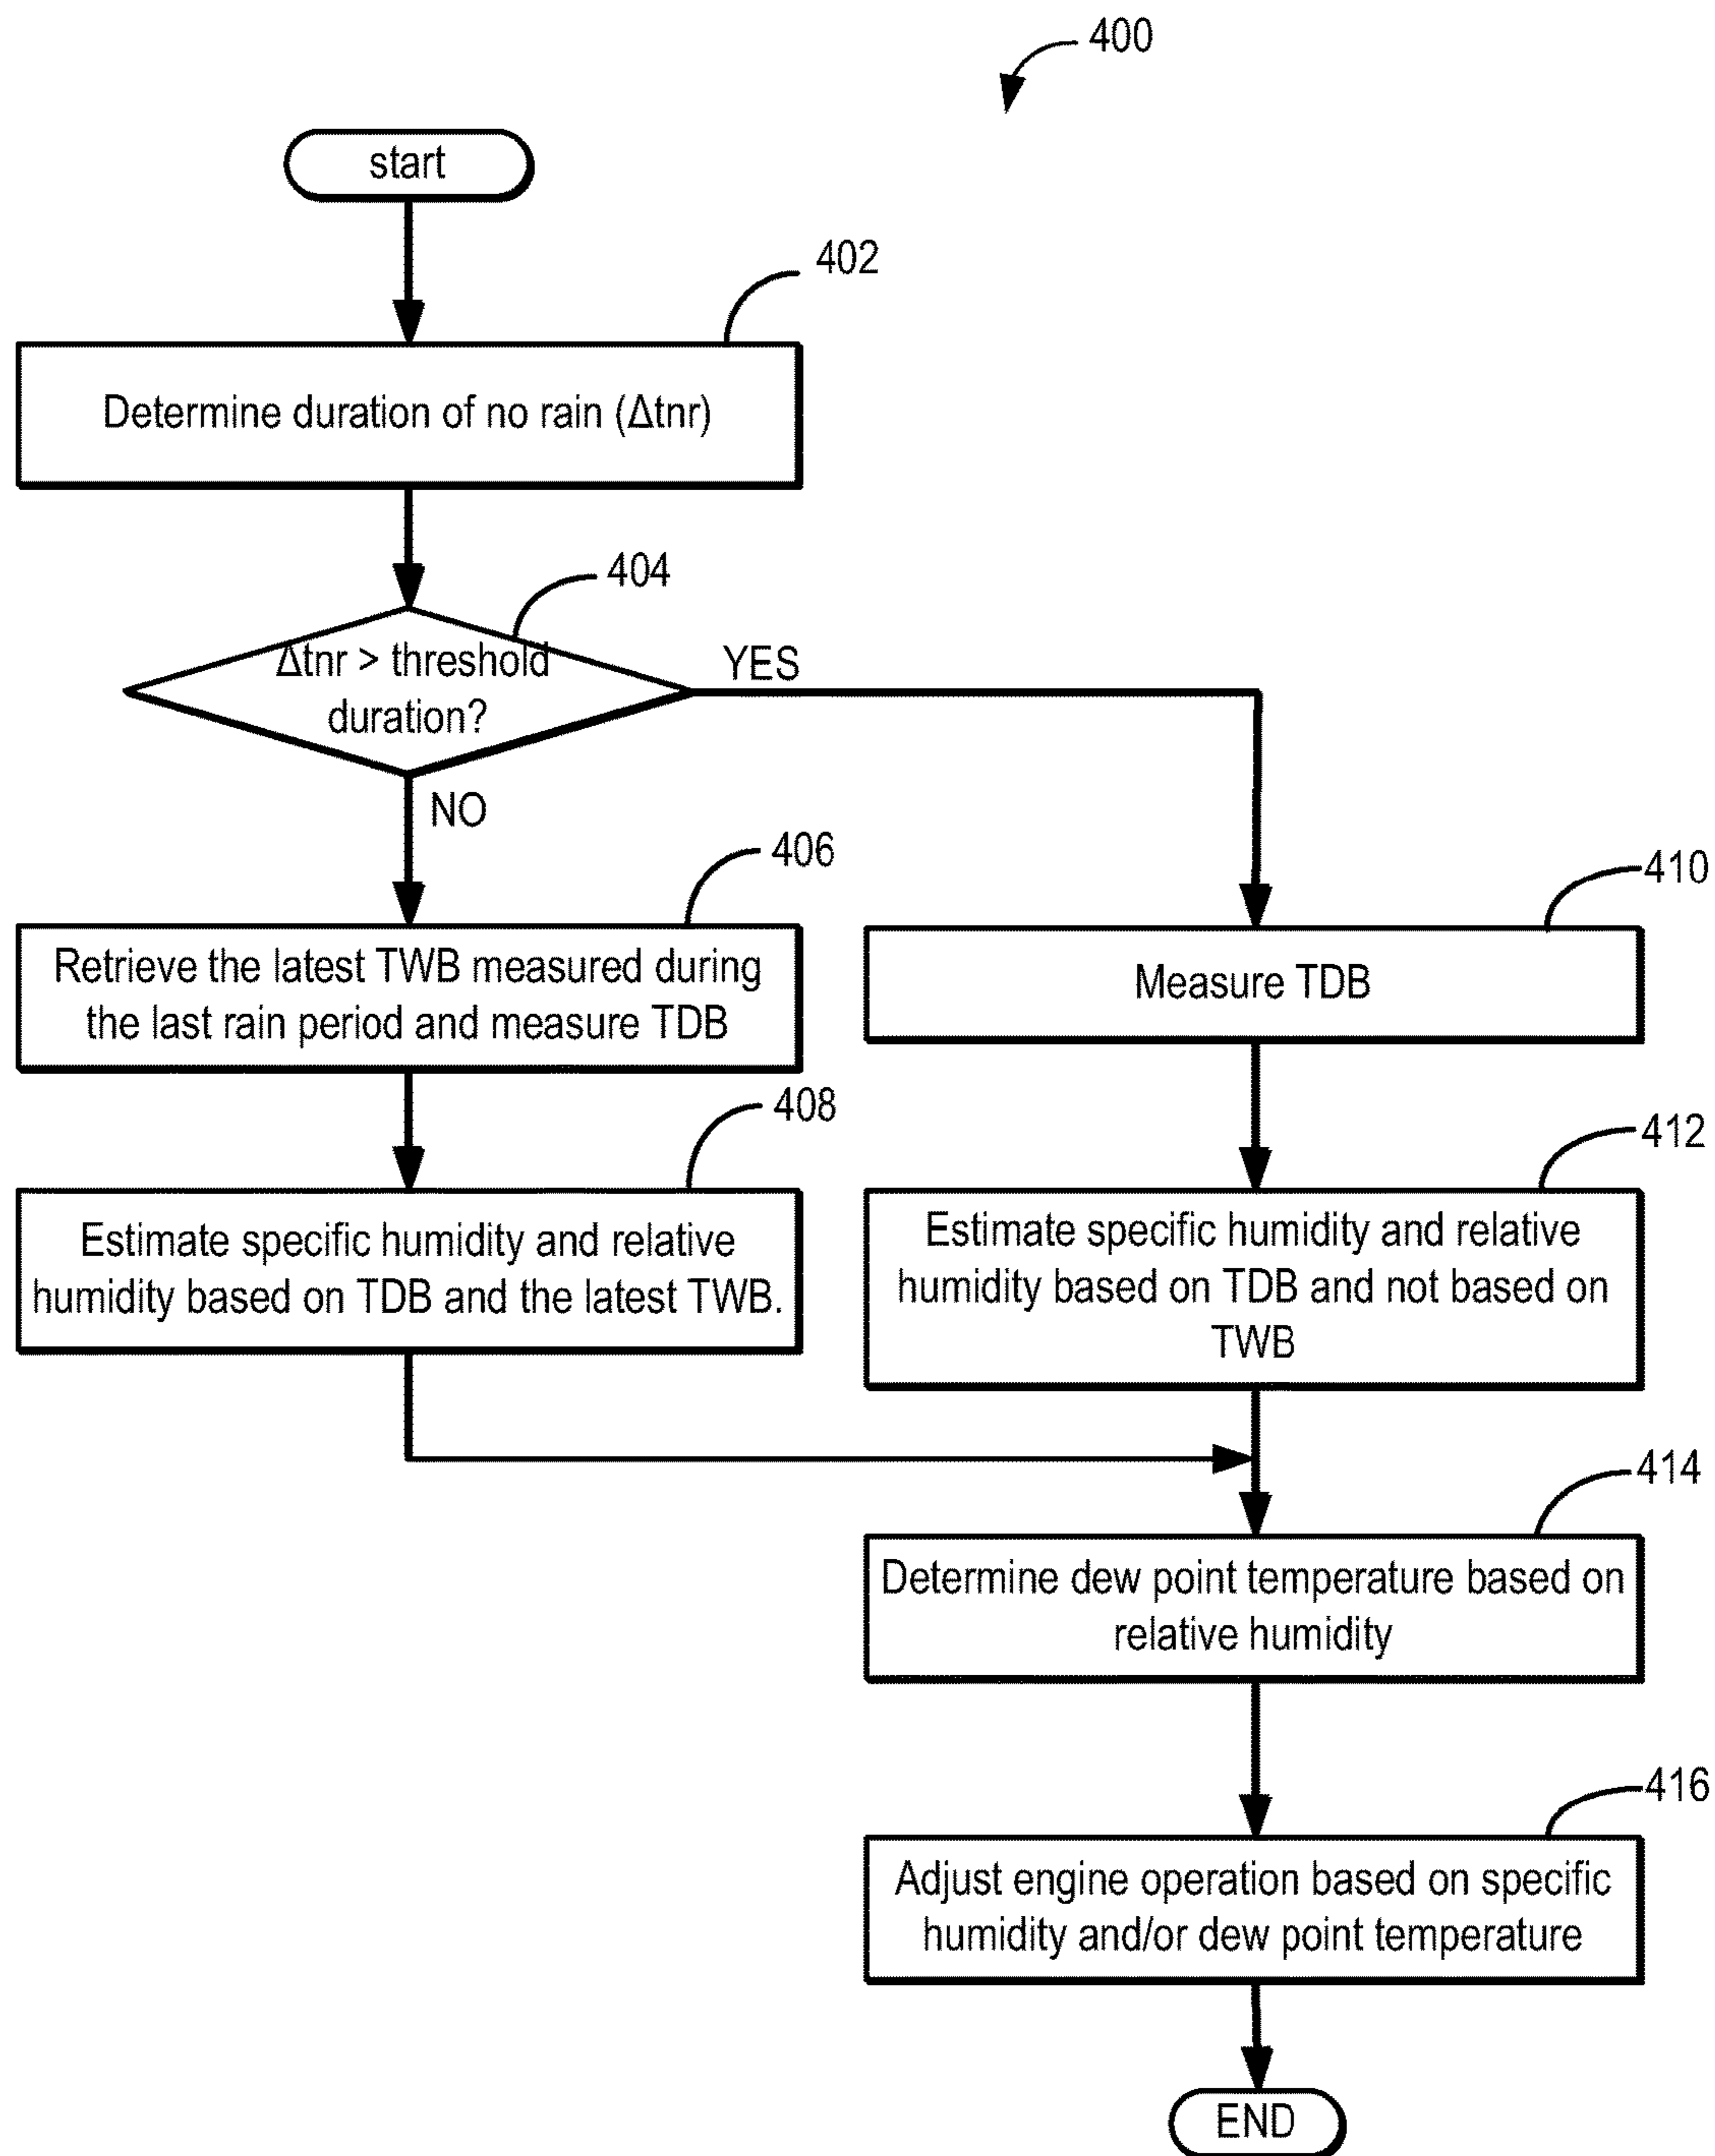 400
start
402
Determine duration of no rain (Δtnr)
404
Δtnr > threshold
duration?
YES
NO
406
Retrieve the latest TWB measured during
the last rain period and measure TDB
410
Measure TDB
408
Estimate specific humidity and relative
humidity based on TDB and the latest TWB.
412
Estimate specific humidity and relative
humidity based on TDB and not based on
TWB
414
Determine dew point temperature based on
relative humidity
416
Adjust engine operation based on specific
humidity and/or dew point temperature
END